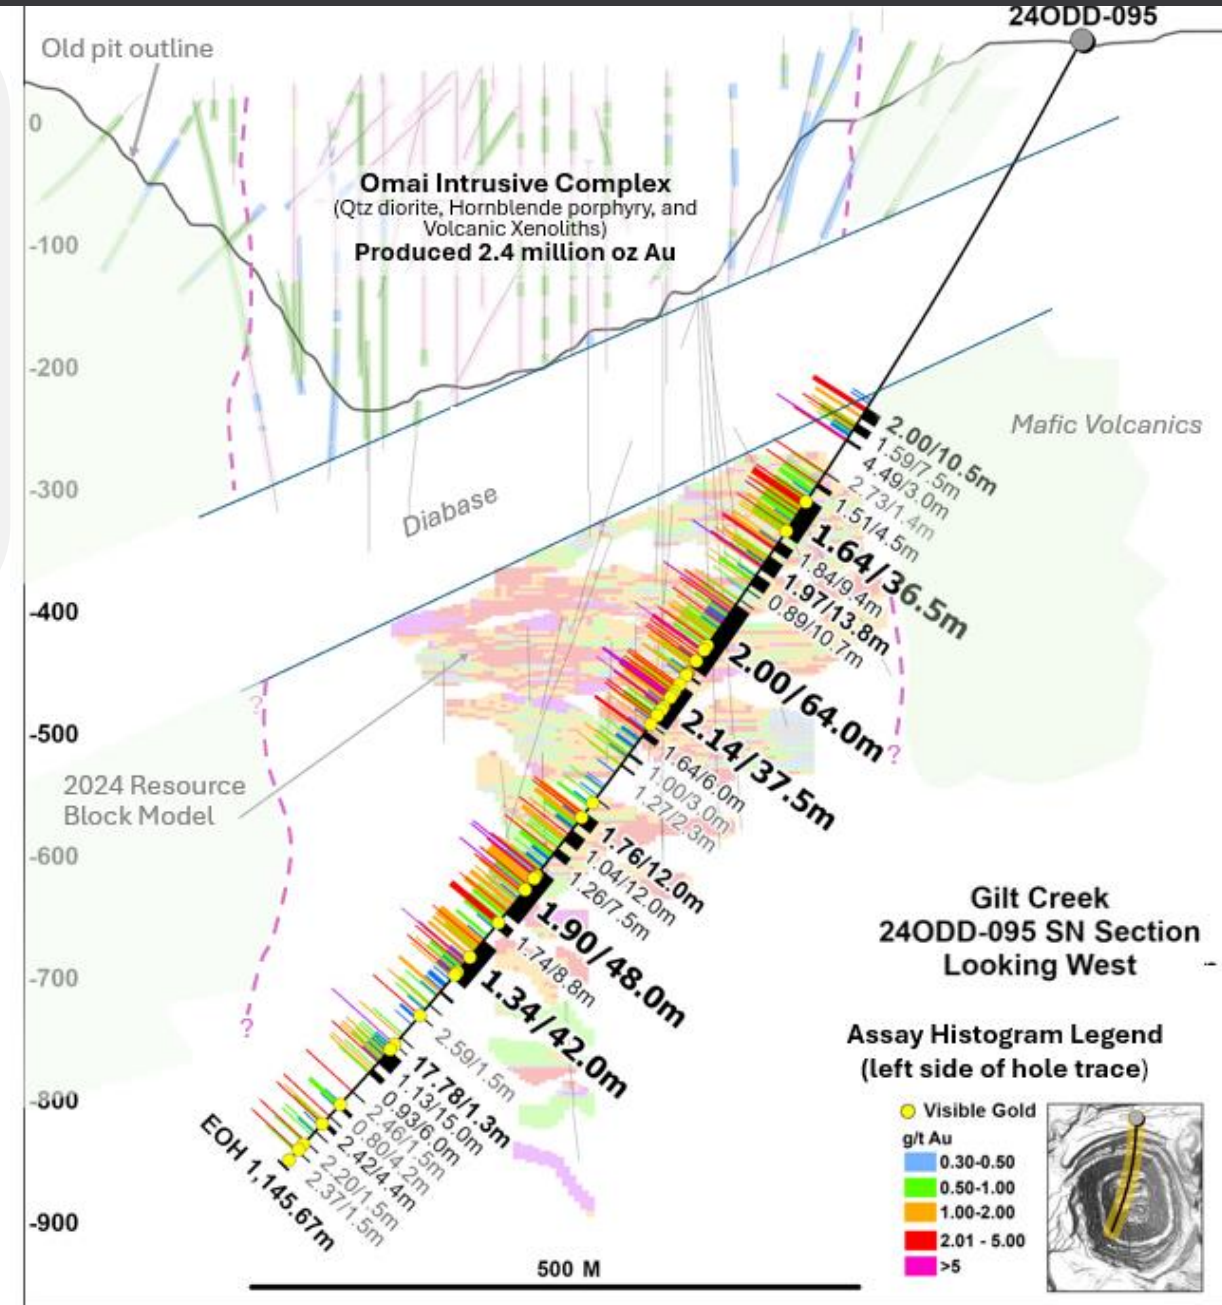 24ODD-095
Old pit outline
0
-100
-200
-300
-400
-500
-600
-700
-800
-900
Omai Intrusive Complex
(Qtz diorite, Hornblende porphyry, and
Volcanic Xenoliths)
Produced 2.4 million oz Au
Diabase
Mafic Volcanics
2.00/10.5m
1.59/7.5m
4.49/3.0m
2.73/1.4m
1.51/4.5m
1.64/36.5m
1.84/9.4m
1.97/13.8m
0.89/10.7m
2.00/64.0m
2.14/37.5m
1.64/6.0m
1.00/3.0m
1.27/2.3m
1.76/12.0m
1.04/12.0m
1.26/7.5m
1.90/48.0m
1.74/8.8m
1.34/42.0m
2.59/1.5m
17.78/1.3m
1.13/15.0m
0.93/6.0m
2.46/1.5m
0.80/4.2m
2.42/4.4m
2.20/1.5m
2.37/1.5m
EOH 1,145.67m
?
?
?
2024 Resource
Block Model
Gilt Creek
24ODD-095 SN Section
Looking West
Assay Histogram Legend
(left side of hole trace)
Visible Gold
g/t Au
0.30-0.50
0.50-1.00
1.00-2.00
2.01 - 5.00
>5
500 M